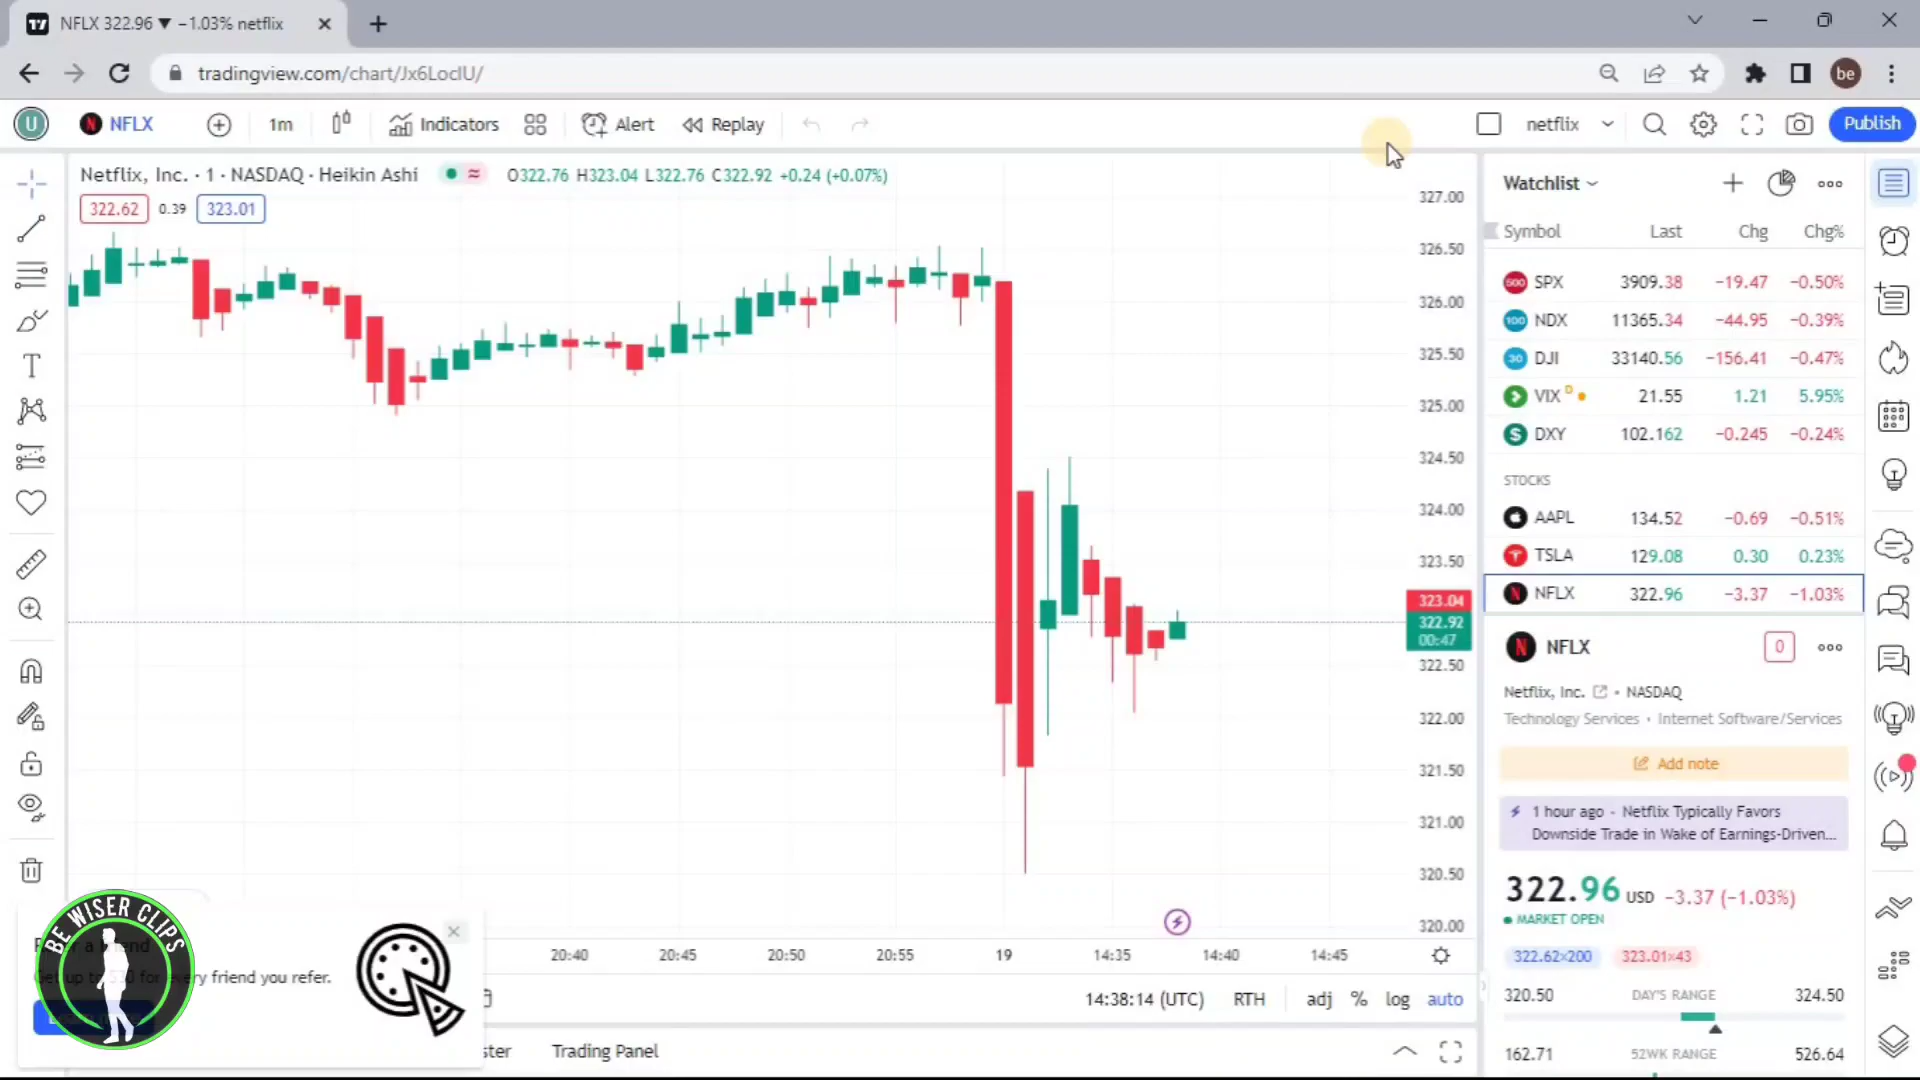 NFLX 322.96 ▼ −1.03% netflix
tradingview.com/chart/Jx6LocIU/
be
U
NFLX
1m
Indicators
Alert
Replay
netflix
Publish
Netflix, Inc. · 1 · NASDAQ · Heikin Ashi
O322.76 H323.04 L322.76 C322.92 +0.24 (+0.07%)
322.62 0.39 323.01
327.00
326.50
326.00
325.50
325.00
324.50
324.00
323.50
323.04
322.92
00:47
322.50
322.00
321.50
321.00
320.50
320.00
20:40 20:45 20:50 20:55 19 14:35 14:40 14:45
14:38:14 (UTC) RTH adj % log auto
ster Trading Panel
BE WISER CLIPS
for every friend you refer.
Watchlist
Symbol Last Chg Chg%
500 SPX 3909.38 −19.47 −0.50%
100 NDX 11365.34 −44.95 −0.39%
30 DJI 33140.56 −156.41 −0.47%
VIX D 21.55 1.21 5.95%
$ DXY 102.162 −0.245 −0.24%
STOCKS
AAPL 134.52 −0.69 −0.51%
TSLA 129.08 0.30 0.23%
N NFLX 322.96 −3.37 −1.03%
N NFLX 0
Netflix, Inc. • NASDAQ
Technology Services • Internet Software/Services
Add note
1 hour ago - Netflix Typically Favors
Downside Trade in Wake of Earnings-Driven...
322.96 USD −3.37 (−1.03%)
MARKET OPEN
322.62×200 323.01×43
320.50 DAY'S RANGE 324.50
162.71 52WK RANGE 526.64